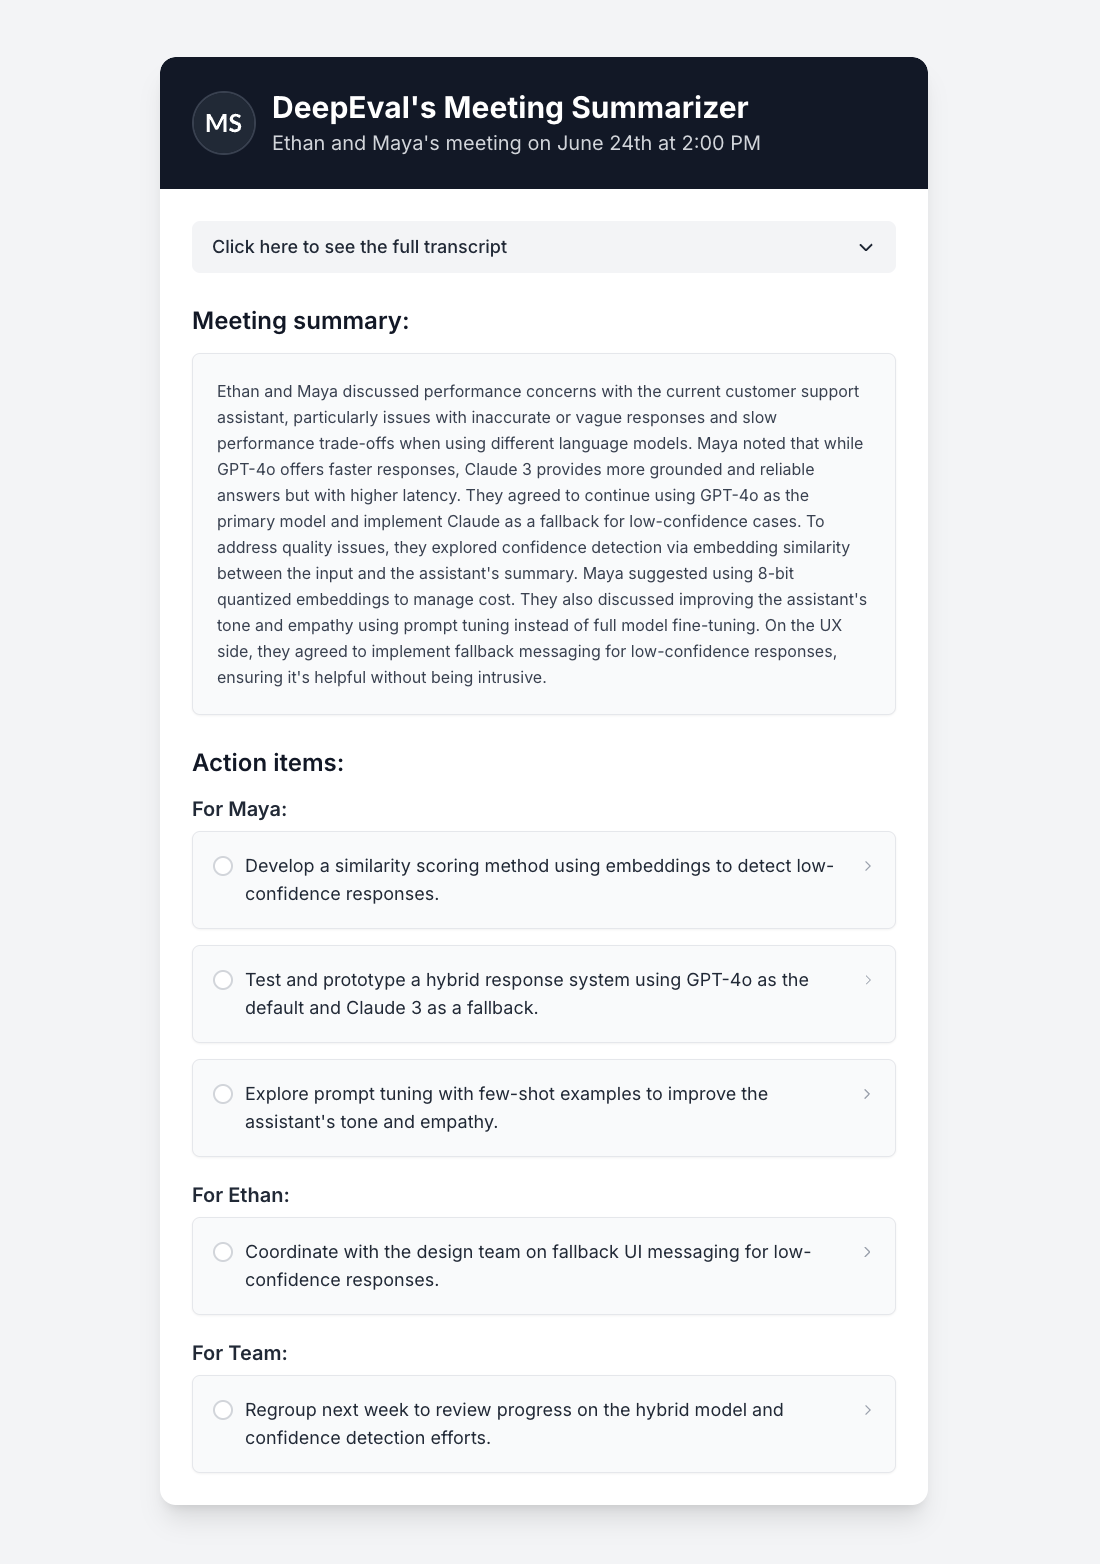 MS
DeepEval's Meeting Summarizer
Ethan and Maya's meeting on June 24th at 2:00 PM
Click here to see the full transcript
Meeting summary:
Ethan and Maya discussed performance concerns with the current customer support
assistant, particularly issues with inaccurate or vague responses and slow
performance trade-offs when using different language models. Maya noted that while
GPT-4o offers faster responses, Claude 3 provides more grounded and reliable
answers but with higher latency. They agreed to continue using GPT-4o as the
primary model and implement Claude as a fallback for low-confidence cases. To
address quality issues, they explored confidence detection via embedding similarity
between the input and the assistant's summary. Maya suggested using 8-bit
quantized embeddings to manage cost. They also discussed improving the assistant's
tone and empathy using prompt tuning instead of full model fine-tuning. On the UX
side, they agreed to implement fallback messaging for low-confidence responses,
ensuring it's helpful without being intrusive.
Action items:
For Maya:
Develop a similarity scoring method using embeddings to detect low-
confidence responses.
Test and prototype a hybrid response system using GPT-4o as the
default and Claude 3 as a fallback.
Explore prompt tuning with few-shot examples to improve the
assistant's tone and empathy.
For Ethan:
Coordinate with the design team on fallback UI messaging for low-
confidence responses.
For Team:
Regroup next week to review progress on the hybrid model and
confidence detection efforts.